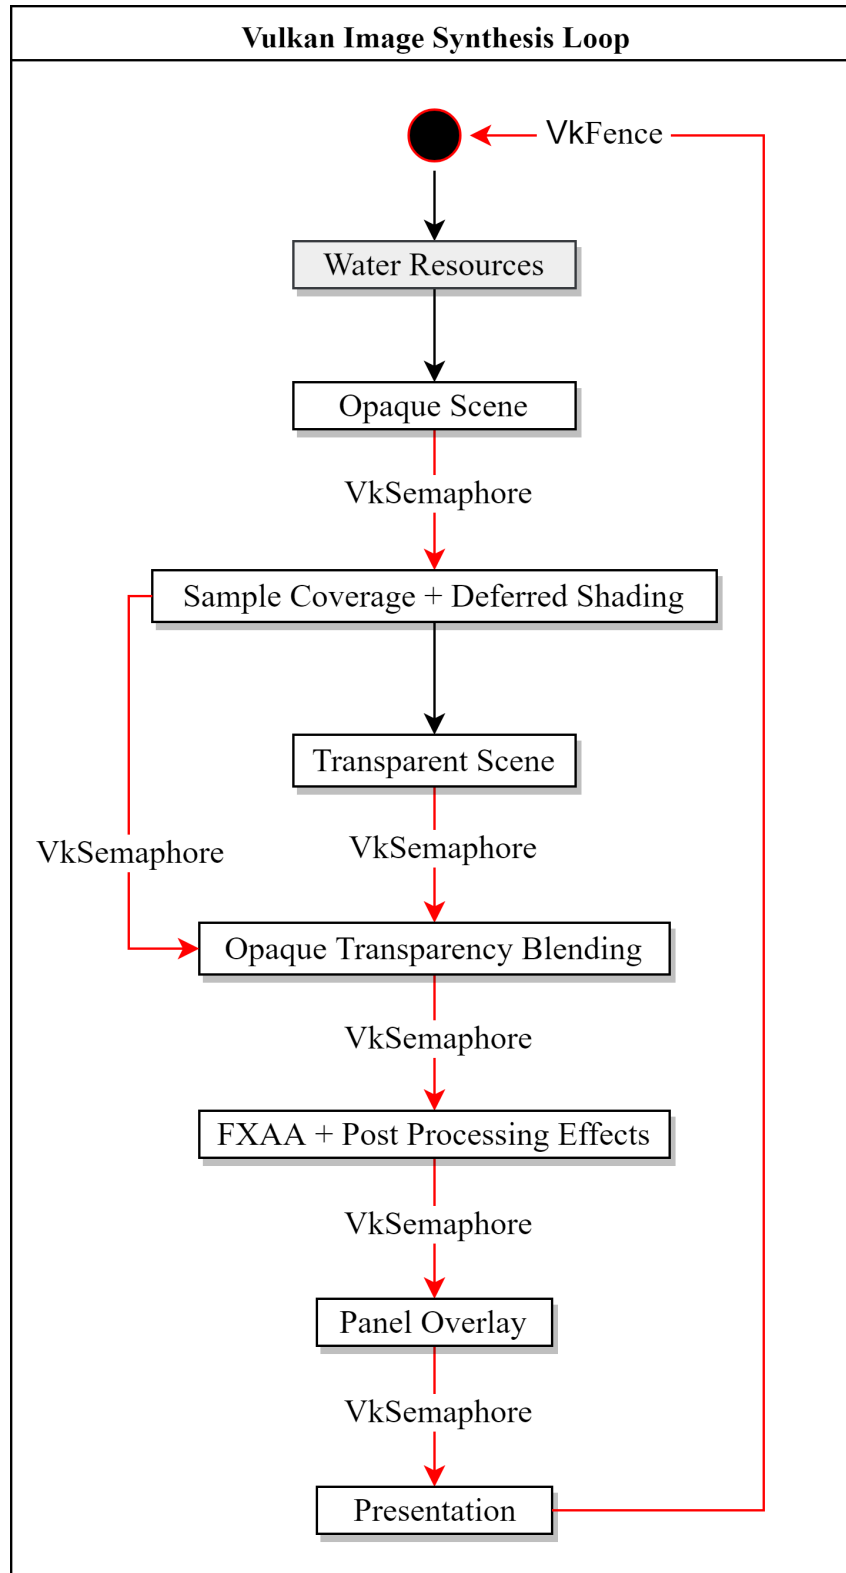 Vulkan Image Synthesis Loop
VkFence
Water Resources
Opaque Scene
VkSemaphore
Sample Coverage + Deferred Shading
Transparent Scene
VkSemaphore
VkSemaphore
Opaque Transparency Blending
VkSemaphore
FXAA + Post Processing Effects
VkSemaphore
Panel Overlay
VkSemaphore
Presentation